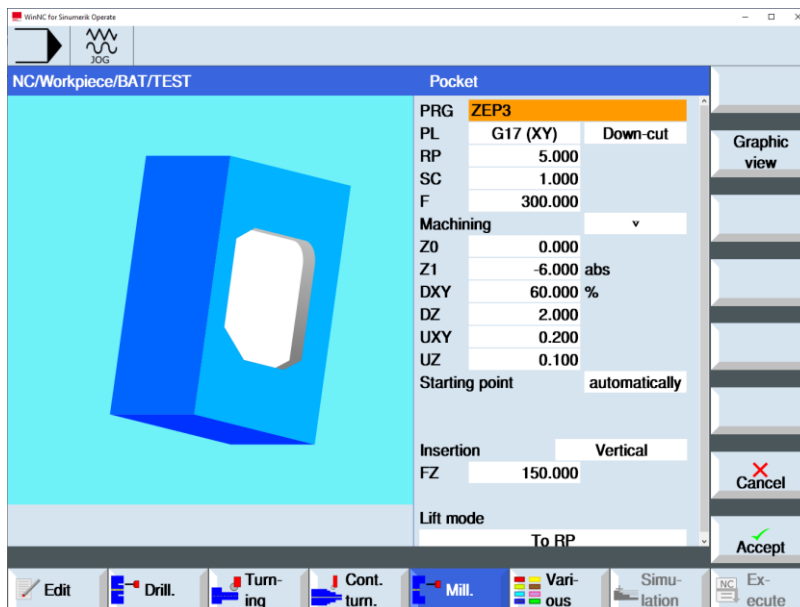 WinNC for Sinumerik Operate
JOG
NC/Workpiece/BAT/TEST
Pocket
PRG ZEP3
PL G17 (XY) Down-cut
RP 5.000
SC 1.000
F 300.000
Machining v
Z0 0.000
Z1 -6.000 abs
DXY 60.000 %
DZ 2.000
UXY 0.200
UZ 0.100
Starting point automatically
Insertion Vertical
FZ 150.000
Lift mode
To RP
Graphic
view
Cancel
Accept
Edit
Drill.
Turn-
ing
Cont.
turn.
Mill.
Vari-
ous
Simu-
lation
NC Ex-
ecute